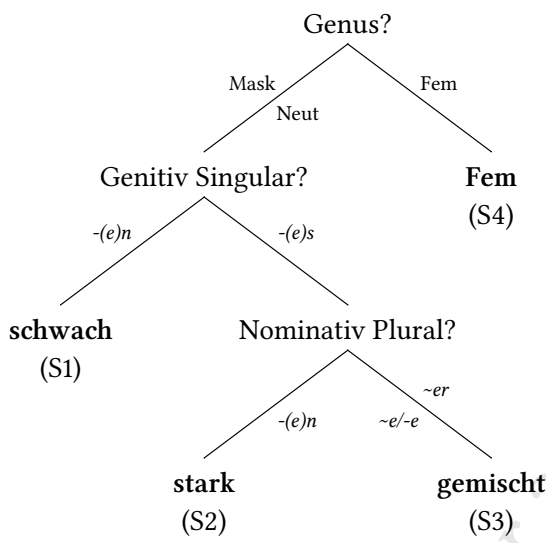 Genus?
Mask
Neut
Fem
Genitiv Singular?
Fem
(S4)
-(e)n
-(e)s
schwach
(S1)
Nominativ Plural?
-(e)n
~e/-e
~er
stark
(S2)
gemischt
(S3)